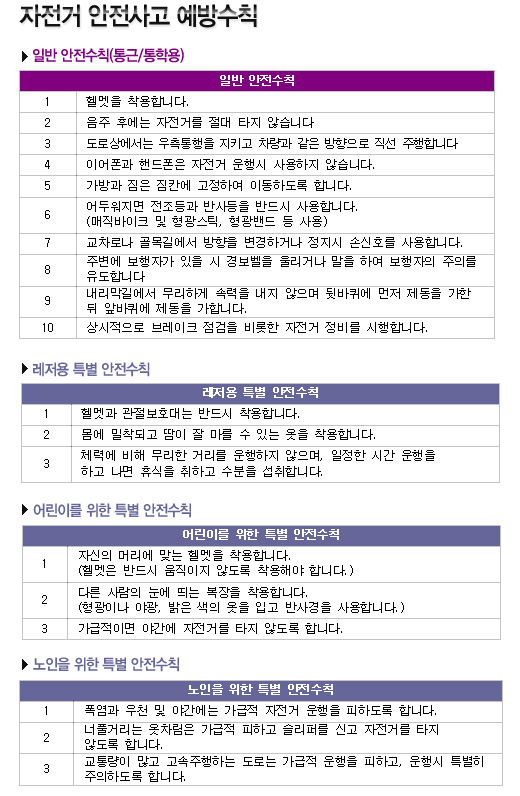 자전거 안전사고 예방수칙
일반 안전수칙(통근/통학용)
일반 안전수칙
1 헬멧을 착용합니다.
2 음주 후에는 자전거를 절대 타지 않습니다
3 도로상에서는 우측통행을 지키고 차량과 같은 방향으로 직선 주행합니다
4 이어폰과 핸드폰은 자전거 운행시 사용하지 않습니다.
5 가방과 짐은 짐칸에 고정하여 이동하도록 합니다.
6 어두워지면 전조등과 반사등을 반드시 사용합니다.
(매직바이크 및 형광스틱, 형광밴드 등 사용)
7 교차로나 골목길에서 방향을 변경하거나 정지시 손신호를 사용합니다.
8 주변에 보행자가 있을 시 경보벨을 울리거나 말을 하여 보행자의 주의를
유도합니다
9 내리막길에서 무리하게 속력을 내지 않으며 뒷바퀴에 먼저 제동을 가한
뒤 앞바퀴에 제동을 가합니다.
10 상시적으로 브레이크 점검을 비롯한 자전거 정비를 시행합니다.
레저용 특별 안전수칙
레저용 특별 안전수칙
1 헬멧과 관절보호대는 반드시 착용합니다.
2 몸에 밀착되고 땀이 잘 마를 수 있는 옷을 착용합니다.
3 체력에 비해 무리한 거리를 운행하지 않으며, 일정한 시간 운행을
하고 나면 휴식을 취하고 수분을 섭취합니다.
어린이를 위한 특별 안전수칙
어린이를 위한 특별 안전수칙
1 자신의 머리에 맞는 헬멧을 착용합니다.
(헬멧은 반드시 움직이지 않도록 착용해야 합니다.)
2 다른 사람의 눈에 띄는 복장을 착용합니다.
(형광이나 야광, 밝은 색의 옷을 입고 반사경을 사용합니다.)
3 가급적이면 야간에 자전거를 타지 않도록 합니다.
노인을 위한 특별 안전수칙
노인을 위한 특별 안전수칙
1 폭염과 우천 및 야간에는 가급적 자전거 운행을 피하도록 합니다.
2 너풀거리는 옷차림은 가급적 피하고 슬리퍼를 신고 자전거를 타지
않도록 합니다.
3 교통량이 많고 고속주행하는 도로는 가급적 운행을 피하고, 운행시 특별히
주의하도록 합니다.